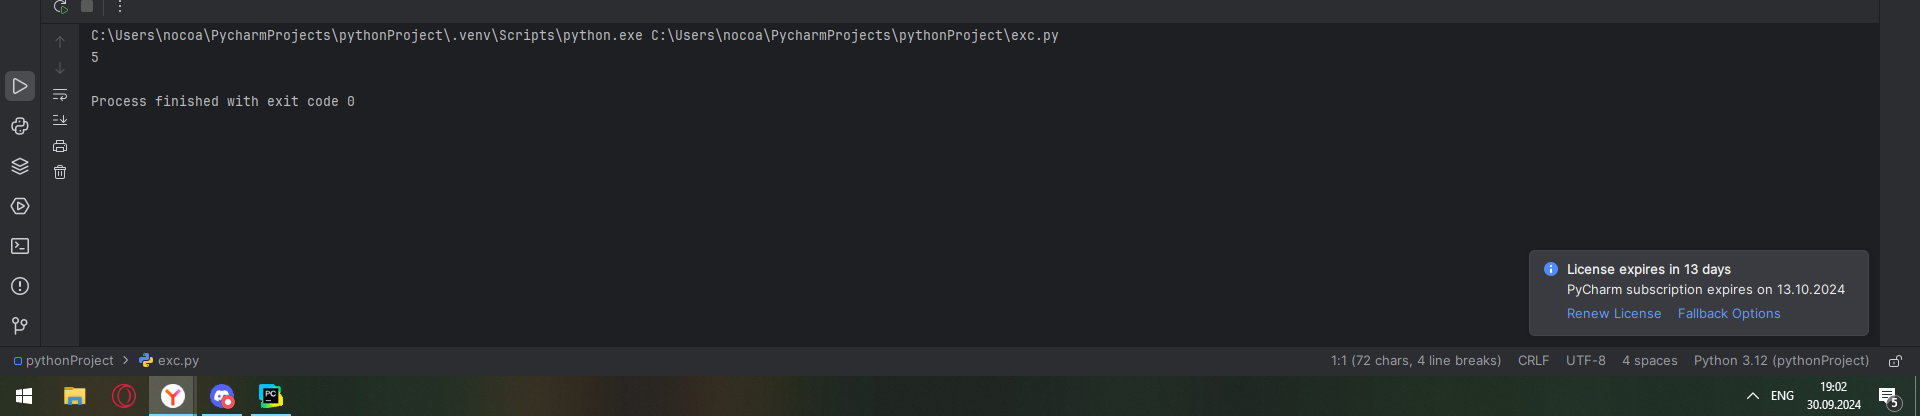 C:\Users\nocoa\PycharmProjects\pythonProject\.venv\Scripts\python.exe C:\Users\nocoa\PycharmProjects\pythonProject\exc.py
5
Process finished with exit code 0
License expires in 13 days
PyCharm subscription expires on 13.10.2024
Renew License Fallback Options
pythonProject > exc.py 1:1 (72 chars, 4 line breaks) CRLF UTF-8 4 spaces Python 3.12 (pythonProject)
PC
ENG
19:02
30.09.2024
5